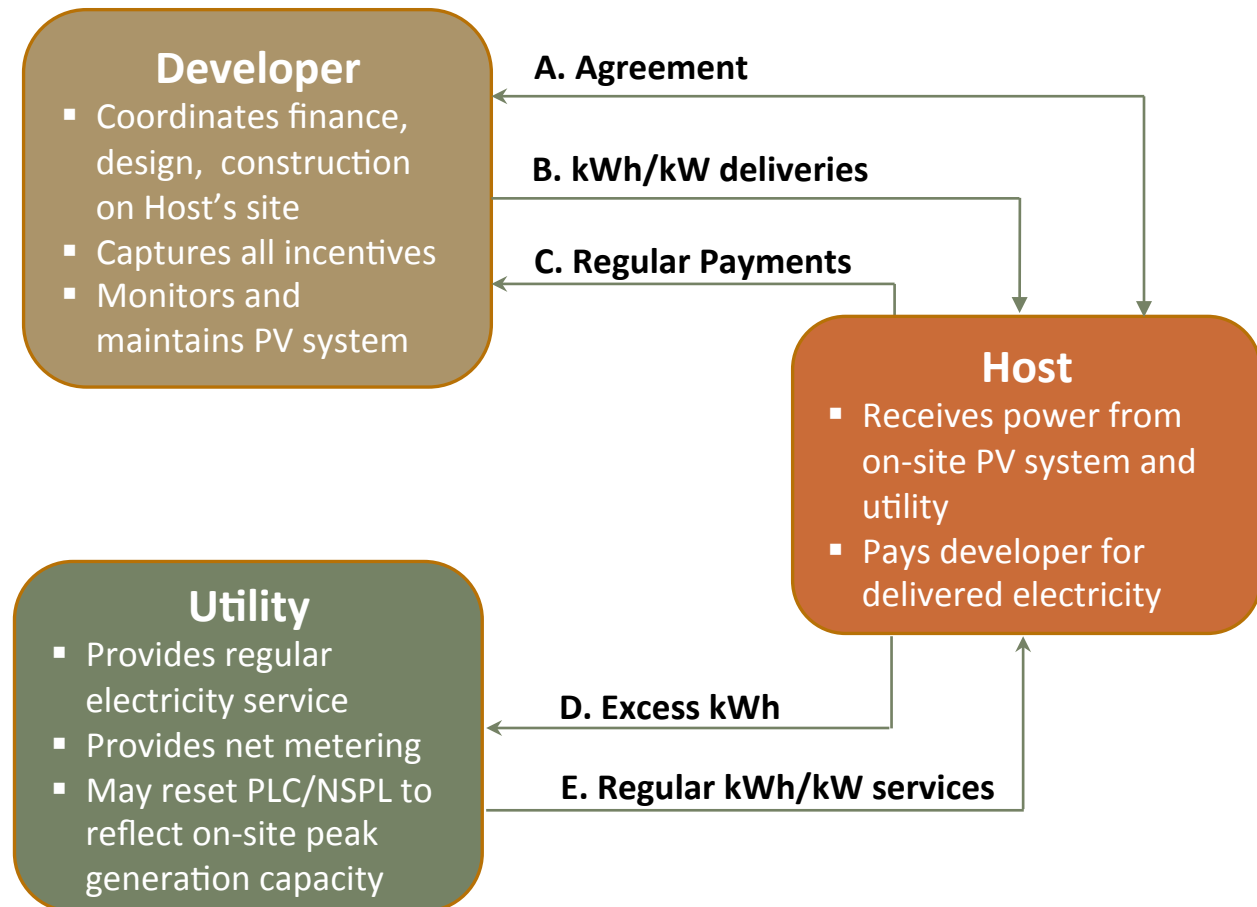 Developer
▪ Coordinates finance,
design,  construction
on Host’s site
▪ Captures all incentives
▪ Monitors and
maintains PV system
A. Agreement
B. kWh/kW deliveries
C. Regular Payments
Host
▪ Receives power from
on-site PV system and
utility
▪ Pays developer for
delivered electricity
Utility
▪ Provides regular
electricity service
▪ Provides net metering
▪ May reset PLC/NSPL to
reflect on-site peak
generation capacity
D. Excess kWh
E. Regular kWh/kW services